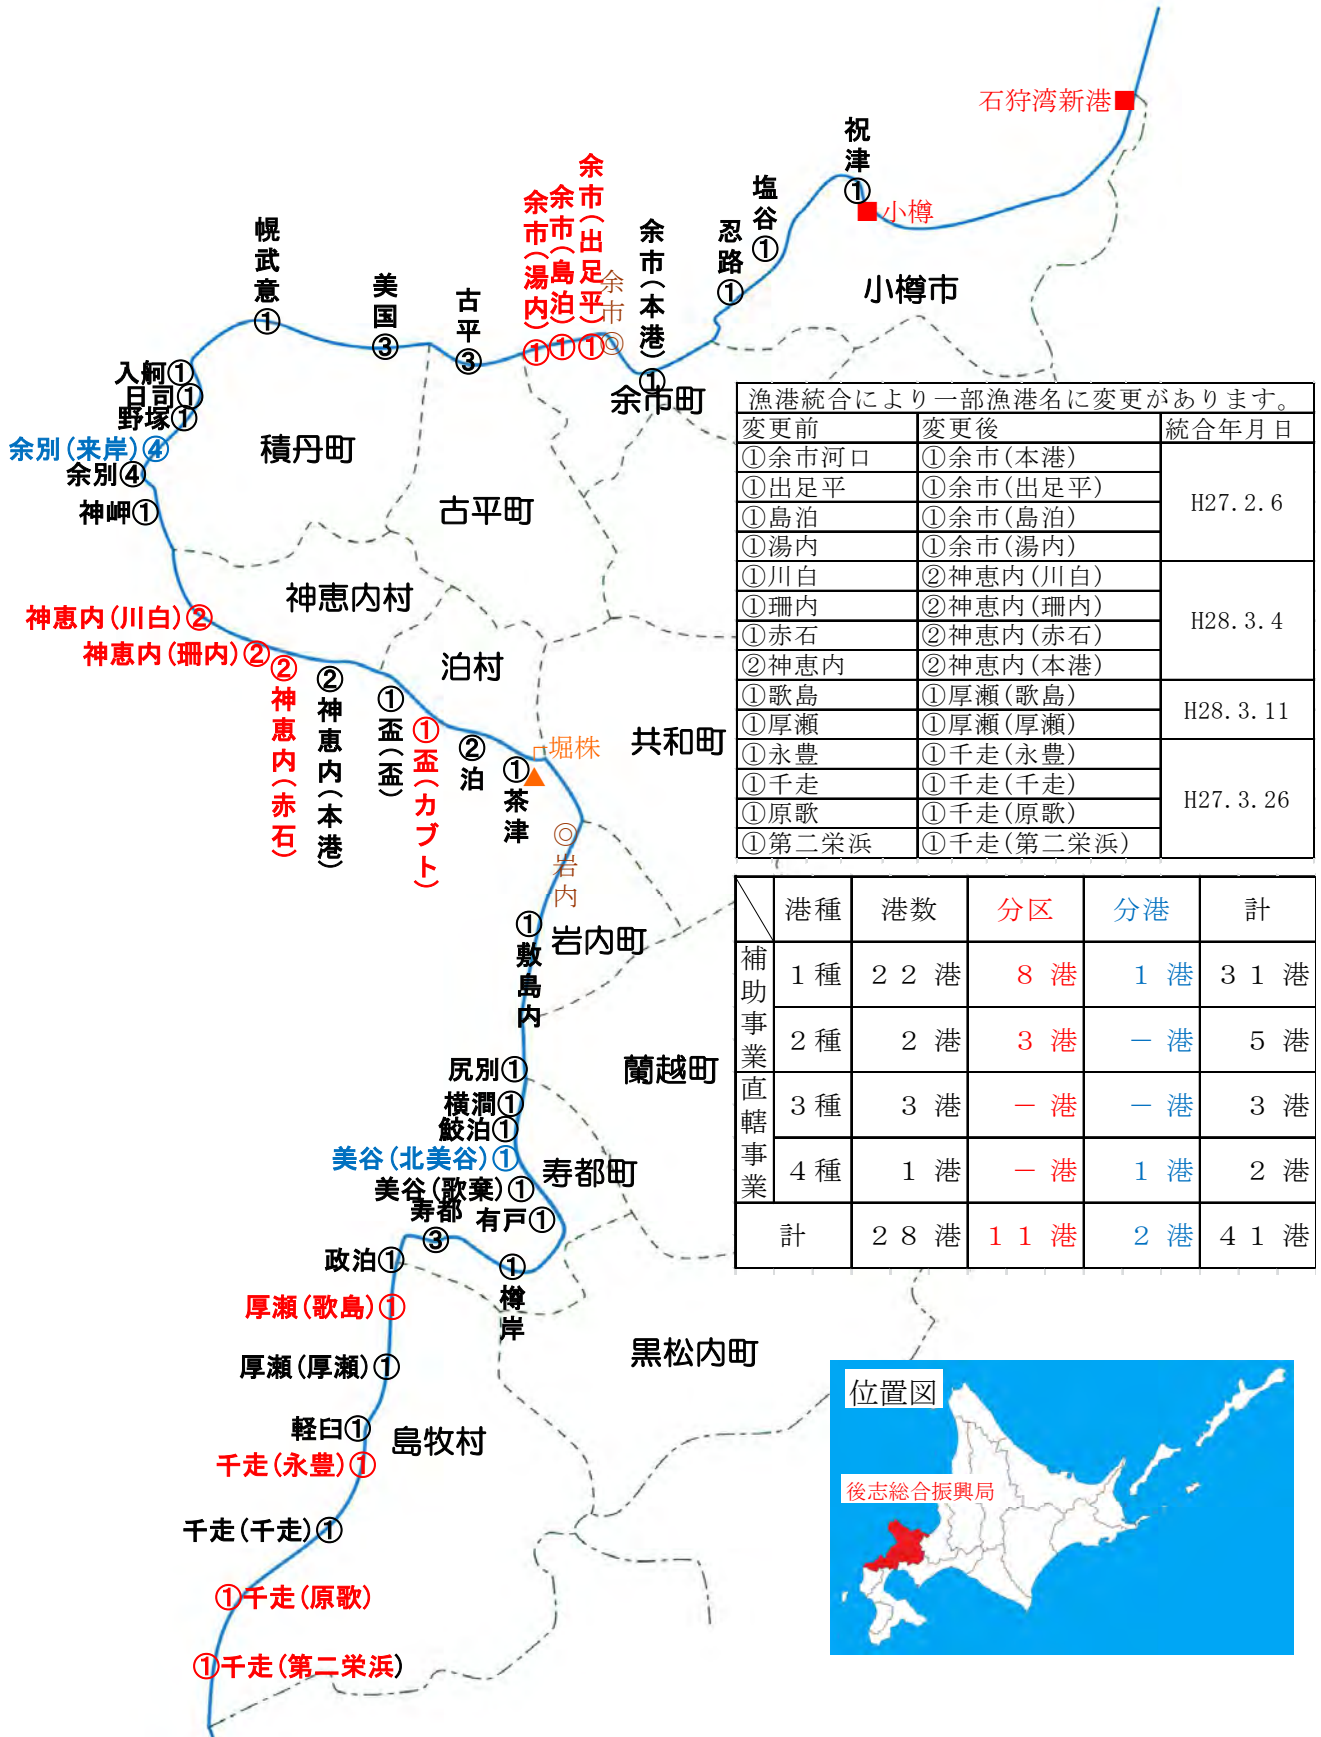 石狩湾新港■
祝津①
■小樽
塩谷①
忍路①
小樽市
余市(本港)①
余市◎
余市(出足平)①
余市(島泊)①
余市(湯内)①
古平③
美国③
幌武意①
入舸①
日司①
野塚①
余別(来岸)④
余別④
神岬①
積丹町
古平町
余市町
神恵内村
泊村
共和町
神恵内(川白)②
神恵内(珊内)②
②神恵内(赤石)
②神恵内(本港)
①盃(盃)
①盃(カブト)
②泊
①茶津
堀株
◎岩内
①敷島内
岩内町
蘭越町
尻別①
横澗①
鮫泊①
美谷(北美谷)①
美谷(歌棄)①
寿都③
有戸①
寿都町
①樽岸
政泊①
厚瀬(歌島)①
厚瀬(厚瀬)①
軽臼①
千走(永豊)①
千走(千走)①
①千走(原歌)
①千走(第二栄浜)
島牧村
黒松内町
漁港統合により一部漁港名に変更があります。
変更前 変更後 統合年月日
①余市河口 ①余市(本港) H27.2.6
①出足平 ①余市(出足平)
①島泊 ①余市(島泊)
①湯内 ①余市(湯内)
①川白 ②神恵内(川白) H28.3.4
①珊内 ②神恵内(珊内)
①赤石 ②神恵内(赤石)
②神恵内 ②神恵内(本港)
①歌島 ①厚瀬(歌島) H28.3.11
①厚瀬 ①厚瀬(厚瀬)
①永豊 ①千走(永豊) H27.3.26
①千走 ①千走(千走)
①原歌 ①千走(原歌)
①第二栄浜 ①千走(第二栄浜)
港種 港数 分区 分港 計
補助事業 1種 22港 8港 1港 31港
2種 2港 3港 －港 5港
直轄事業 3種 3港 －港 －港 3港
4種 1港 －港 1港 2港
計 28港 11港 2港 41港
位置図
後志総合振興局